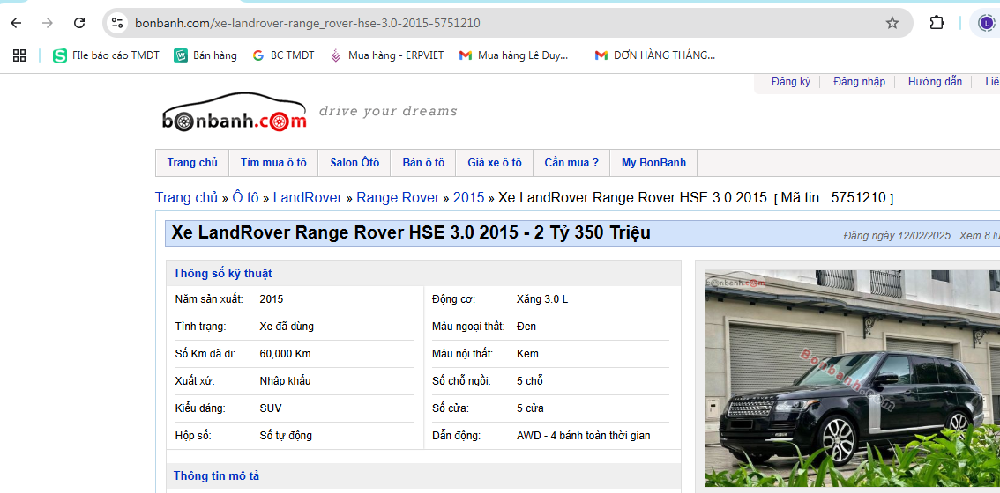 bonbanh.com/xe-landrover-range_rover-hse-3.0-2015-5751210
L
FIle báo cáo TMĐT Bán hàng BC TMĐT Mua hàng - ERPVIET Mua hàng Lê Duy... ĐƠN HÀNG THÁNG...
Đăng ký Đăng nhập Hướng dẫn Liê
bonbanh.com drive your dreams
Trang chủ Tìm mua ô tô Salon Ôtô Bán ô tô Giá xe ô tô Cần mua ? My BonBanh
Trang chủ » Ô tô » LandRover » Range Rover » 2015 » Xe LandRover Range Rover HSE 3.0 2015 [ Mã tin : 5751210 ]
Xe LandRover Range Rover HSE 3.0 2015 - 2 Tỷ 350 Triệu
Đăng ngày 12/02/2025 . Xem 8 lư
Thông số kỹ thuật
Năm sản xuất: 2015 Động cơ: Xăng 3.0 L
Tình trạng: Xe đã dùng Màu ngoại thất: Đen
Số Km đã đi: 60,000 Km Màu nội thất: Kem
Xuất xứ: Nhập khẩu Số chỗ ngồi: 5 chỗ
Kiểu dáng: SUV Số cửa: 5 cửa
Hộp số: Số tự động Dẫn động: AWD - 4 bánh toàn thời gian
Thông tin mô tả
bonbanh.com
Bonbanh.com